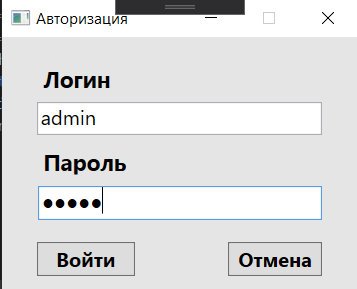 Авторизация
Логин
admin
Пароль
●●●●●
Войти
Отмена